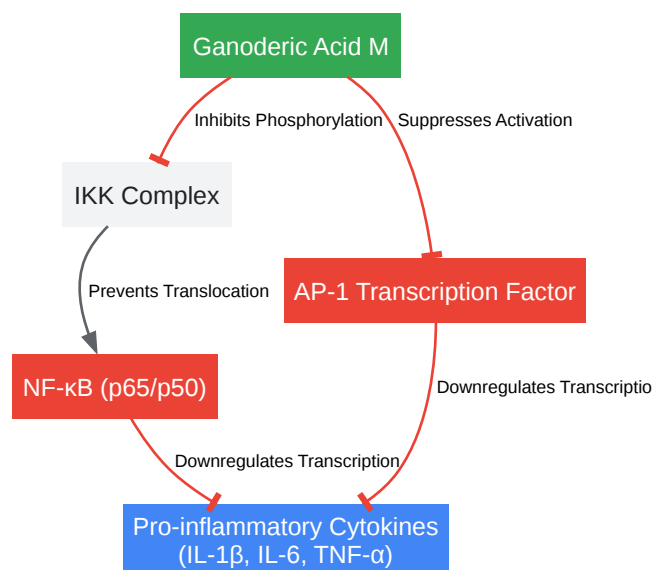 Ganoderic Acid M
Inhibits Phosphorylation
Suppresses Activation
IKK Complex
Prevents Translocation
AP-1 Transcription Factor
NF-κB (p65/p50)
Downregulates Transcriptio
Downregulates Transcription
Pro-inflammatory Cytokines
(IL-1β, IL-6, TNF-α)